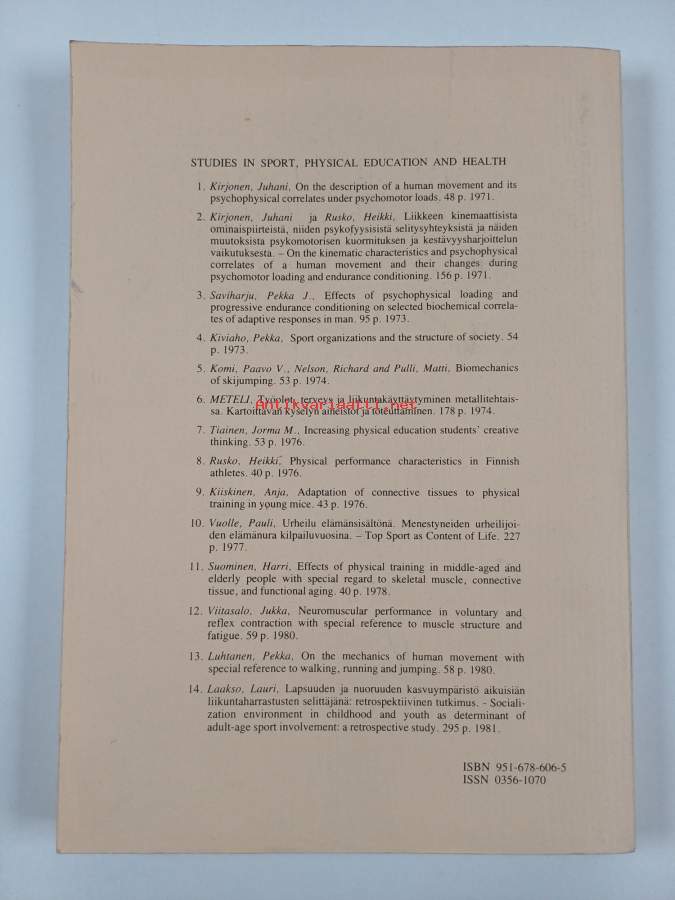 STUDIES IN SPORT, PHYSICAL EDUCATION AND HEALTH
1. Kirjonen, Juhani, On the description of a human movement and its
psychophysical correlates under psychomotor loads. 48 p. 1971.
2. Kirjonen, Juhani ja Rusko, Heikki, Liikkeen kinemaattisista
ominaispiirteistä, niiden psykofyysisistä selitysyhteyksistä ja näiden
muutoksista psykomotorisen kuormituksen ja kestävyysharjoittelun
vaikutuksesta. – On the kinematic characteristics and psychophysical
correlates of a human movement and their changes during
psychomotor loading and endurance conditioning. 156 p. 1971.
3. Saviharju, Pekka J., Effects of psychophysical loading and
progressive endurance conditioning on selected biochemical correla-
tes of adaptive responses in man. 95 p. 1973.
4. Kiviaho, Pekka, Sport organizations and the structure of society. 54
p. 1973.
5. Komi, Paavo V., Nelson, Richard and Pulli, Matti, Biomechanics
of skijumping. 53 p. 1974.
6. METELI, Työolot, terveys ja liikuntakäyttäytyminen metallitehtais-
Antikvariaatti.net
sa. Kartoittavan kyselyn aineistot ja toteuttaminen. 178 p. 1974.
7. Tiainen, Jorma M., Increasing physical education students' creative
thinking. 53 p. 1976.
8. Rusko, Heikki, Physical performance characteristics in Finnish
athletes. 40 p. 1976.
9. Kiiskinen, Anja, Adaptation of connective tissues to physical
training in young mice. 43 p. 1976.
10. Vuolle, Pauli, Urheilu elämänsisältönä. Menestyneiden urheilijoi-
den elämänura kilpailuvuosina. – Top Sport as Content of Life. 227
p. 1977.
11. Suominen, Harri, Effects of physical training in middle-aged and
elderly people with special regard to skeletal muscle, connective
tissue, and functional aging. 40 p. 1978.
12. Viitasalo, Jukka, Neuromuscular performance in voluntary and
reflex contraction with special reference to muscle structure and
fatigue. 59 p. 1980.
13. Luhtanen, Pekka, On the mechanics of human movement with
special reference to walking, running and jumping. 58 p. 1980.
14. Laakso, Lauri, Lapsuuden ja nuoruuden kasvuympäristö aikuisiän
liikuntaharrastusten selittäjänä: retrospektiivinen tutkimus. - Sociali-
zation environment in childhood and youth as determinant of
adult-age sport involvement: a retrospective study. 295 p. 1981.
ISBN 951-678-606-5
ISSN 0356-1070